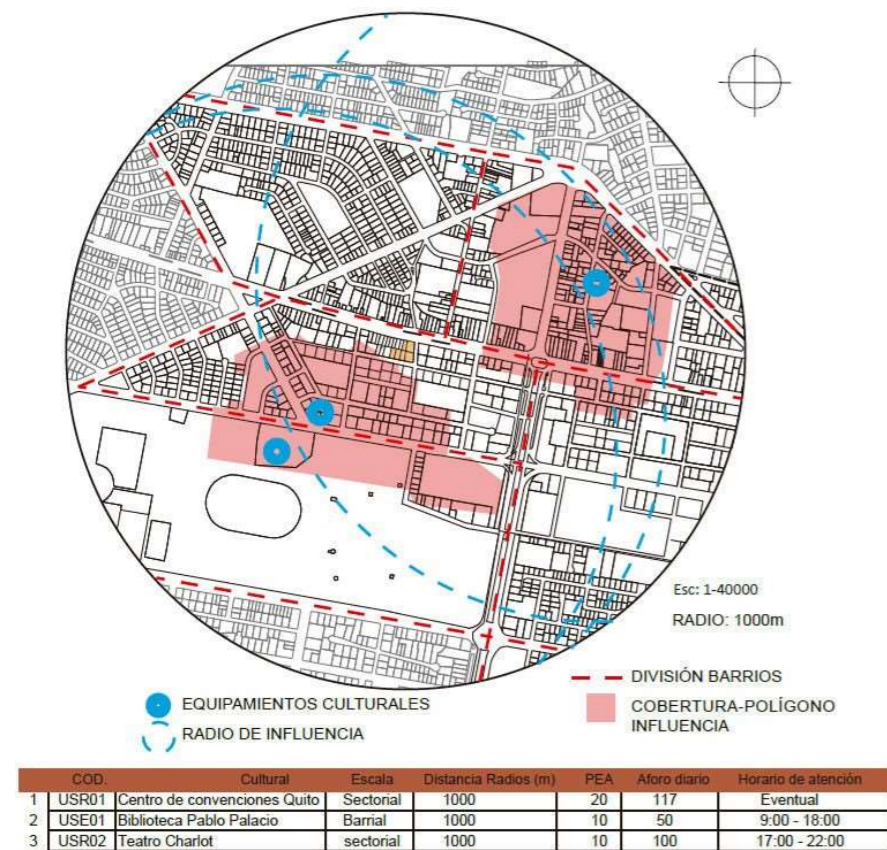 Esc: 1-40000
RADIO: 1000m
DIVISIÓN BARRIOS
EQUIPAMIENTOS CULTURALES
COBERTURA-POLÍGONO
INFLUENCIA
RADIO DE INFLUENCIA
COD. Cultural Escala Distancia Radios (m) PEA Aforo diario Horario de atención
1 USR01 Centro de convenciones Quito Sectorial 1000 20 117 Eventual
2 USE01 Biblioteca Pablo Palacio Barrial 1000 10 50 9:00 - 18:00
3 USR02 Teatro Charlot sectorial 1000 10 100 17:00 - 22:00